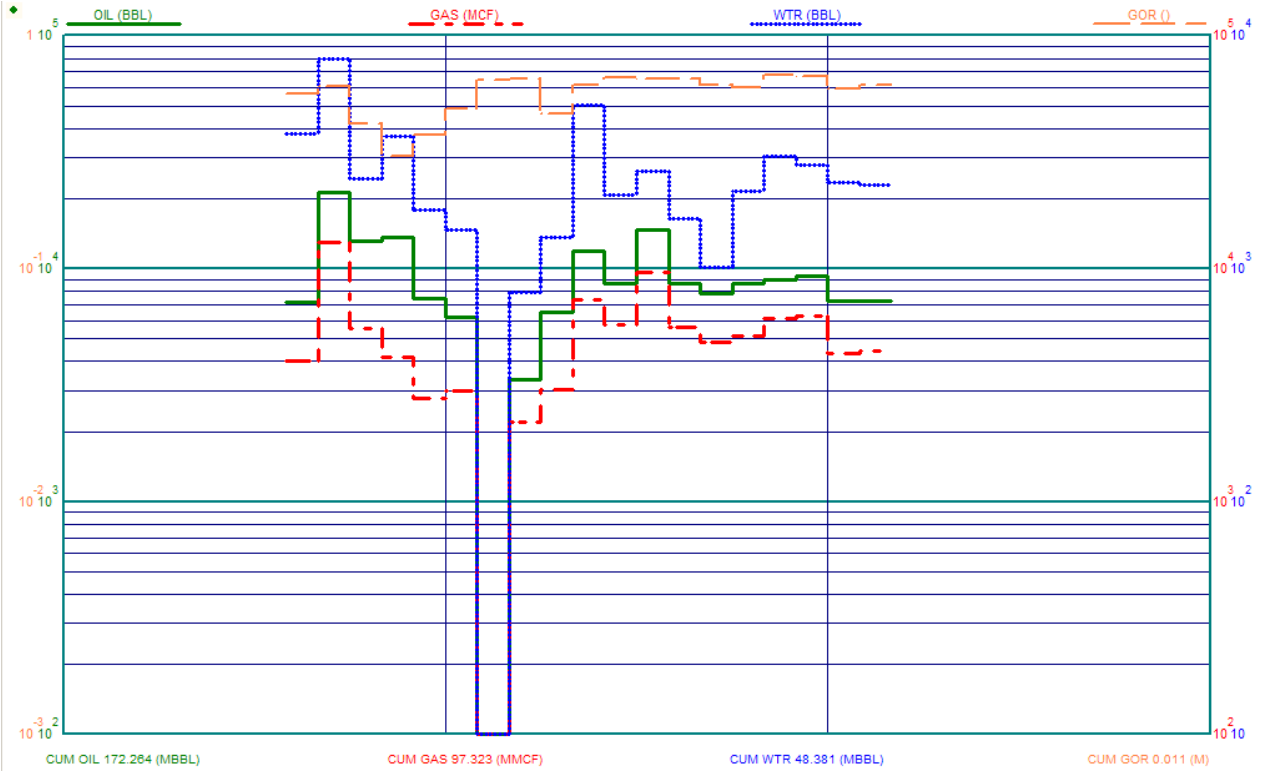 OIL (BBL) GAS (MCF) WTR (BBL) GOR ()
1 10^5 10^5 10^4
10^-1 10^4 10^4 10^3
10^-2 10^3 10^3 10^2
10^-3 10^2 10^2 10
CUM OIL 172.264 (MBBL) CUM GAS 97.323 (MMCF) CUM WTR 48.381 (MBBL) CUM GOR 0.011 (M)